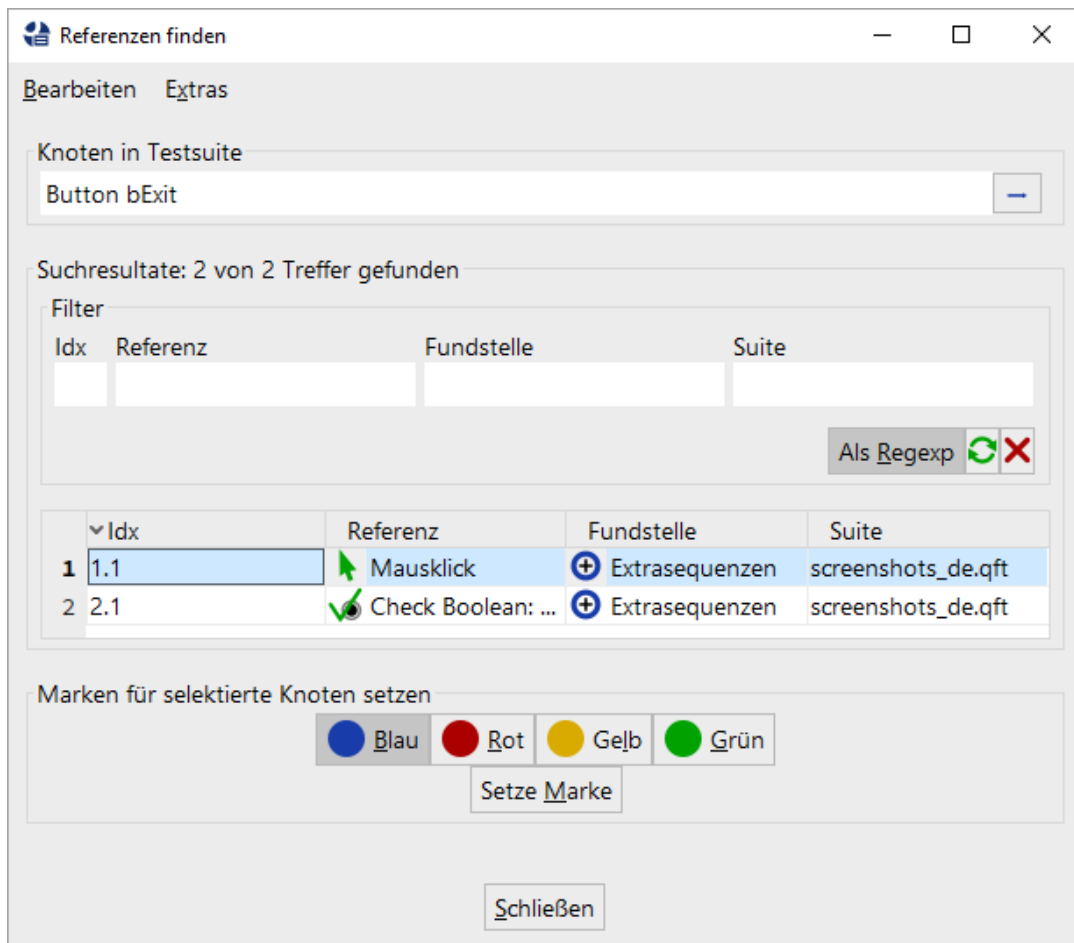 Referenzen finden
Bearbeiten Extras
Knoten in Testsuite
Button bExit
Suchresultate: 2 von 2 Treffer gefunden
Filter
Idx Referenz Fundstelle Suite
Als Regexp
Idx Referenz Fundstelle Suite
1 1.1 Mausklick Extrasequenzen screenshots_de.qft
2 2.1 Check Boolean: ... Extrasequenzen screenshots_de.qft
Marken für selektierte Knoten setzen
Blau Rot Gelb Grün
Setze Marke
Schließen